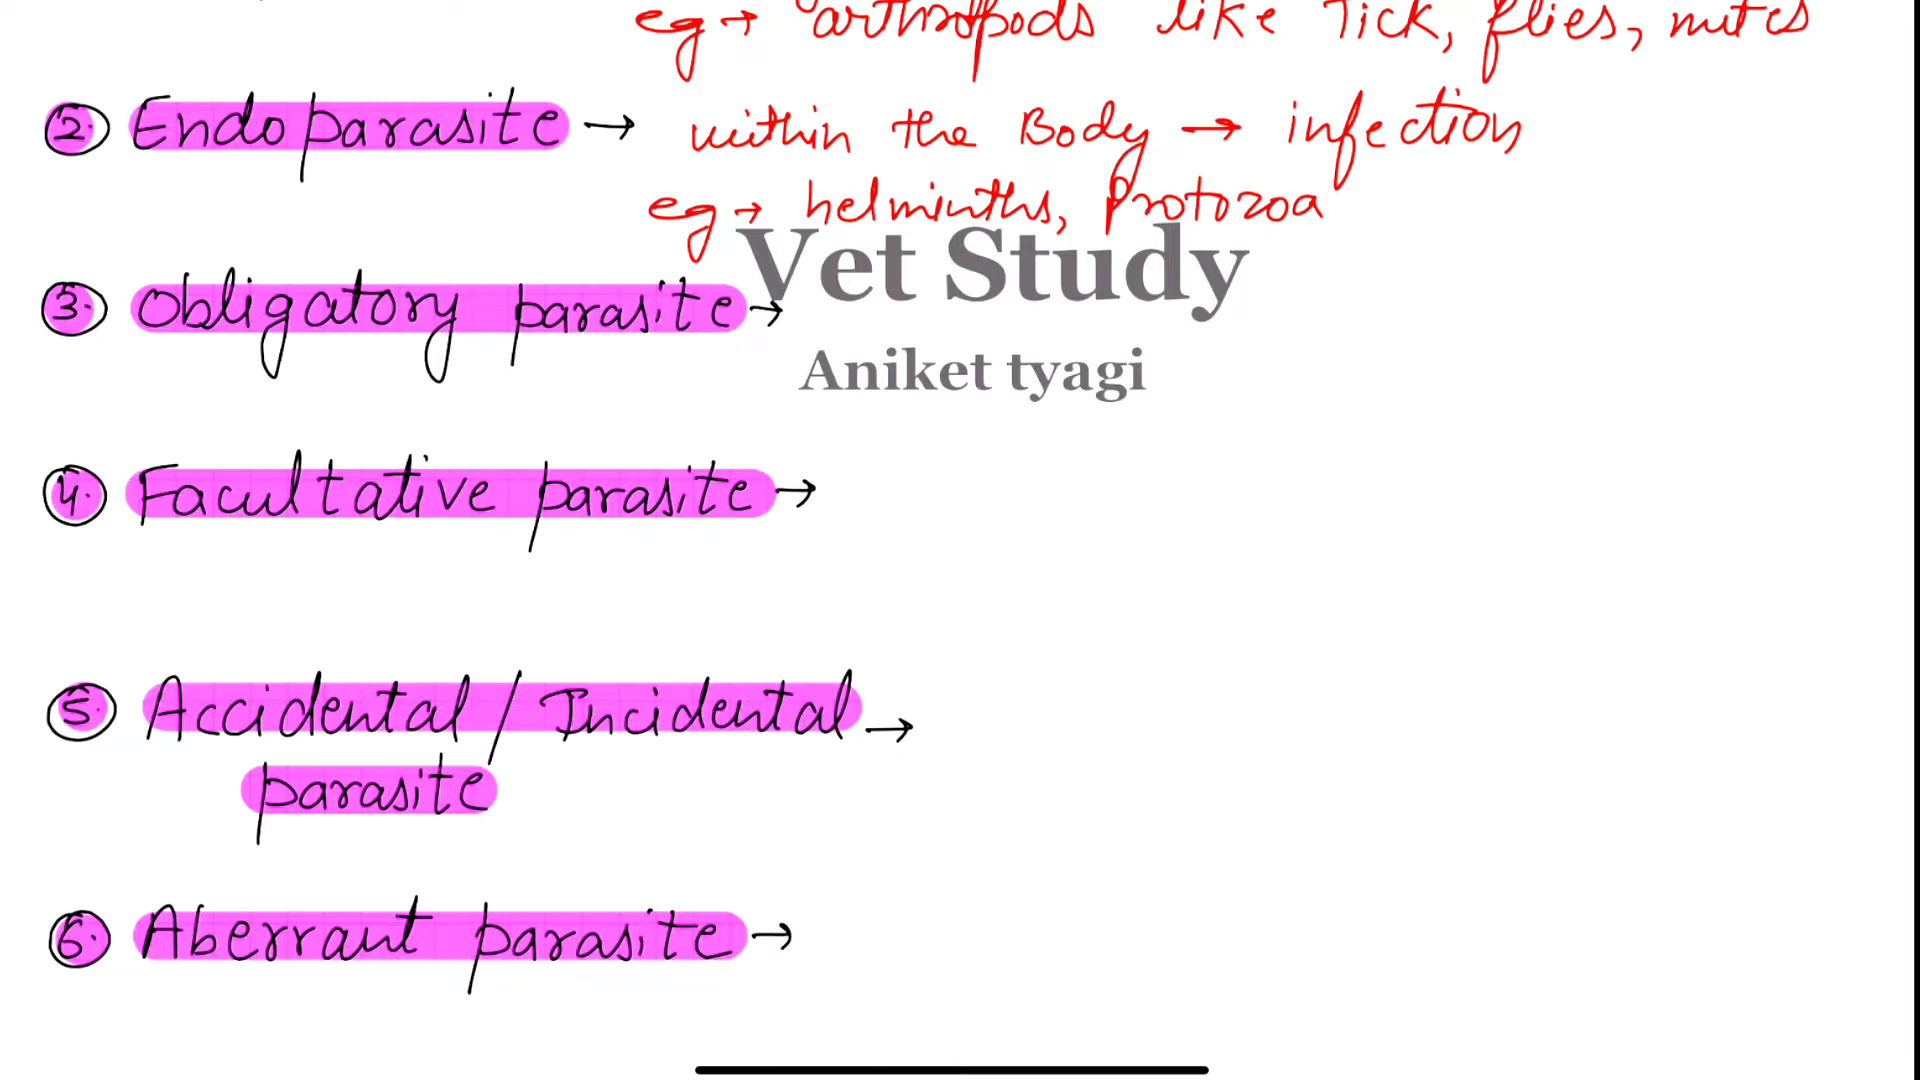 eg → arthropods like Tick, flies, mites
2. Endoparasite → within the Body → infection
eg → helminths, Protozoa
Vet Study
3. Obligatory parasite →
Aniket tyagi
4. Facultative parasite →
5. Accidental / Incidental →
parasite
6. Aberrant parasite →